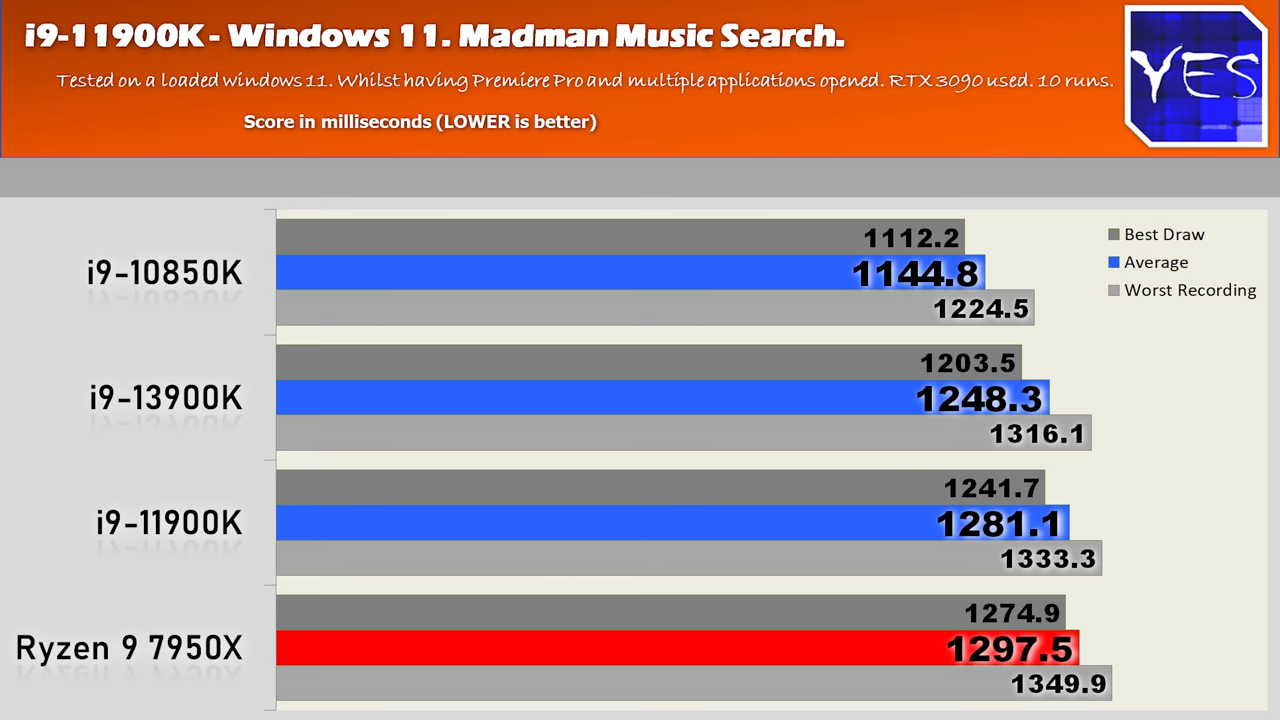 i9-11900K - Windows 11. Madman Music Search.
Tested on a loaded windows 11. Whilst having Premiere Pro and multiple applications opened. RTX 3090 used. 10 runs.
Score in milliseconds (LOWER is better)
YES
Best Draw
Average
Worst Recording
i9-10850K
1112.2
1144.8
1224.5
i9-13900K
1203.5
1248.3
1316.1
i9-11900K
1241.7
1281.1
1333.3
Ryzen 9 7950X
1274.9
1297.5
1349.9